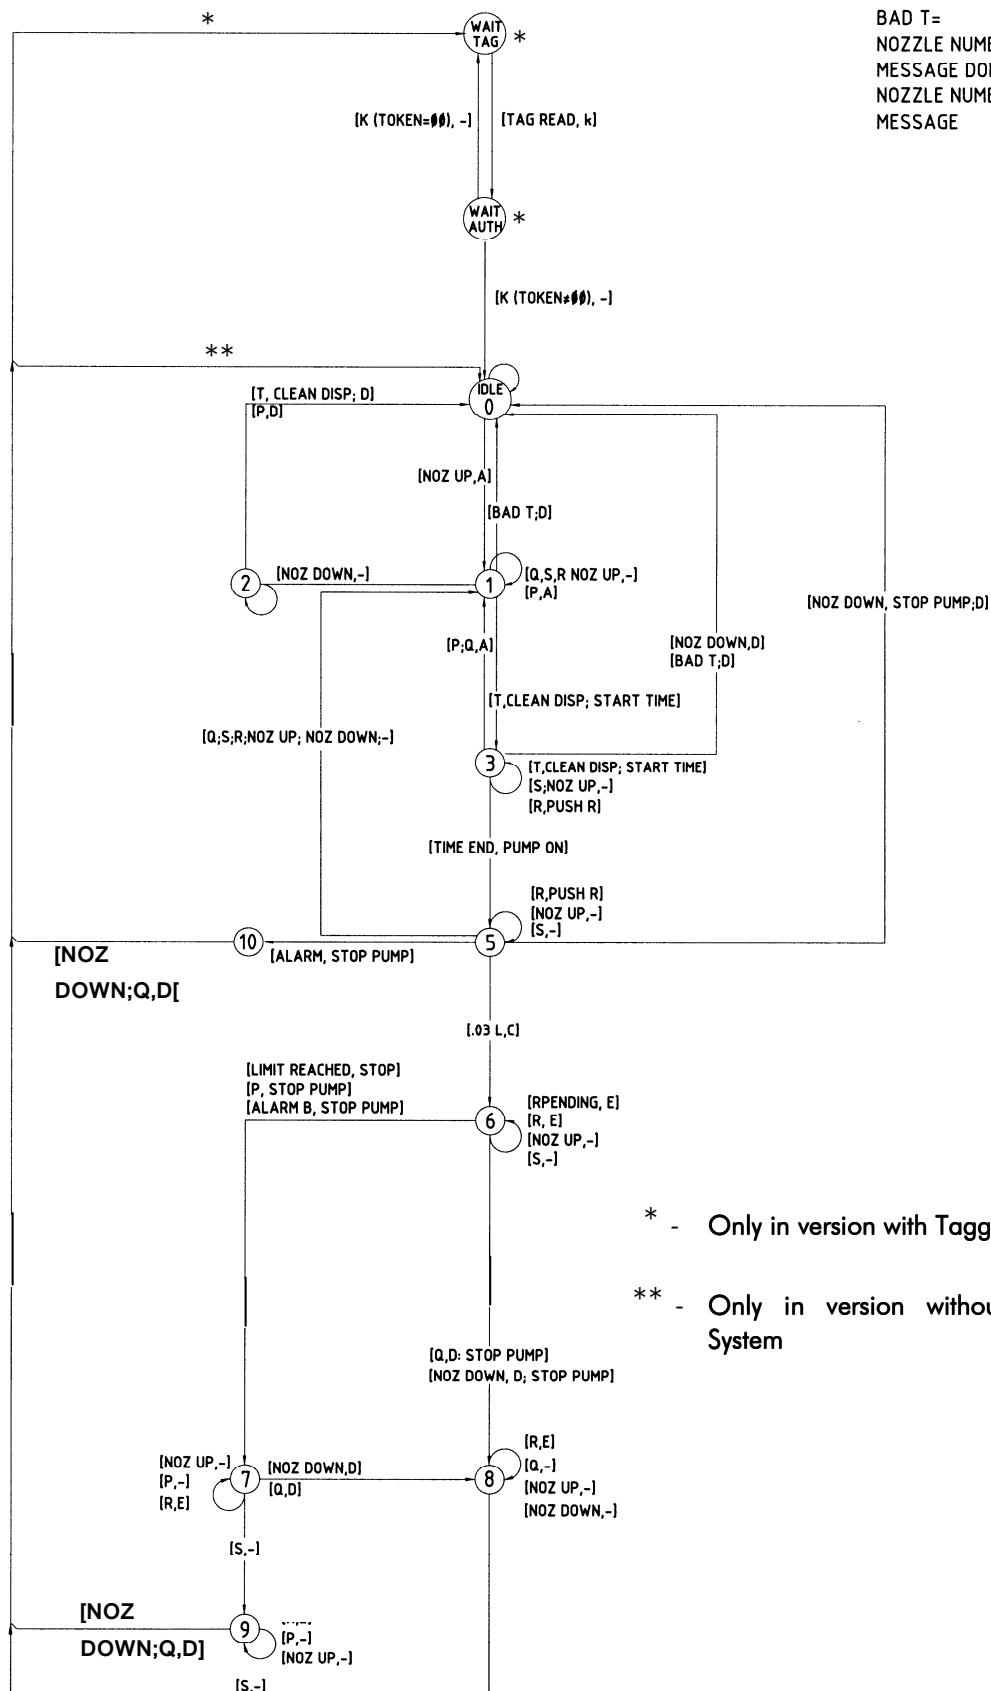 *
WAIT
TAG
*
BAD T=
NOZZLE NUME
MESSAGE DOI
NOZZLE NUME
MESSAGE
[K (TOKEN=00), -]
[TAG READ, k]
WAIT
AUTH
*
[K (TOKEN≠00), -]
**
IDLE
0
[T, CLEAN DISP; D]
[P,D]
[NOZ UP,A]
[BAD T;D]
2
[NOZ DOWN,-]
1
[Q,S,R NOZ UP,-]
[P,A]
[NOZ DOWN, STOP PUMP;D]
[P;Q,A]
[NOZ DOWN,D]
[BAD T;D]
[T,CLEAN DISP; START TIME]
[Q;S;R;NOZ UP; NOZ DOWN;-]
3
[T,CLEAN DISP; START TIME]
[S;NOZ UP,-]
[R,PUSH R]
[TIME END, PUMP ON]
[R,PUSH R]
[NOZ UP,-]
[S,-]
10
5
[NOZ
DOWN;Q,D[
[ALARM, STOP PUMP]
[.03 L,C]
[LIMIT REACHED, STOP]
[P, STOP PUMP]
[ALARM B, STOP PUMP]
6
[RPENDING, E]
[R, E]
[NOZ UP,-]
[S,-]
* - Only in version with Tagg
** - Only in version withou
System
[Q,D: STOP PUMP]
[NOZ DOWN, D; STOP PUMP]
[NOZ UP,-]
[P,-]
[R,E]
7
[NOZ DOWN,D]
[Q,D]
8
[R,E]
[Q,-]
[NOZ UP,-]
[NOZ DOWN,-]
[S,-]
[NOZ
DOWN;Q,D]
9
[P,-]
[NOZ UP,-]
[S,-]